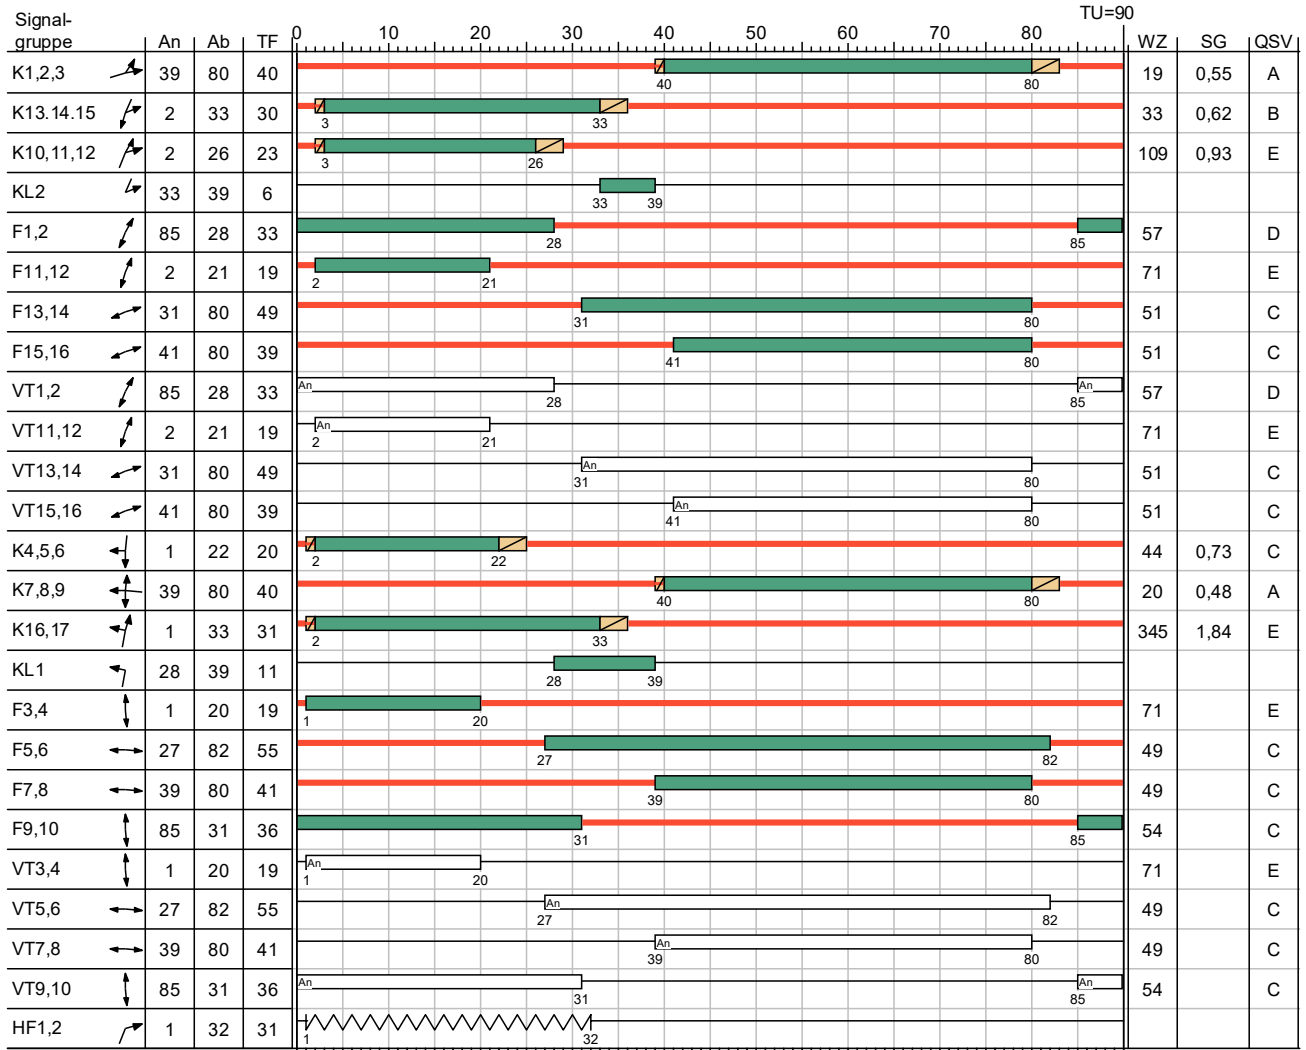 TU=90
Signal-
gruppe An Ab TF 0 10 20 30 40 50 60 70 80 WZ SG QSV
K1,2,3 39 80 40 19 0,55 A
40 80
K13.14.15 2 33 30 33 0,62 B
3 33
K10,11,12 2 26 23 109 0,93 E
3 26
KL2 33 39 6
33 39
F1,2 85 28 33 57 D
28 85
F11,12 2 21 19 71 E
2 21
F13,14 31 80 49 51 C
31 80
F15,16 41 80 39 51 C
41 80
VT1,2 85 28 33 An An 57 D
28 85
VT11,12 2 21 19 An 71 E
2 21
VT13,14 31 80 49 An 51 C
31 80
VT15,16 41 80 39 An 51 C
41 80
K4,5,6 1 22 20 44 0,73 C
2 22
K7,8,9 39 80 40 20 0,48 A
40 80
K16,17 1 33 31 345 1,84 E
2 33
KL1 28 39 11
28 39
F3,4 1 20 19 71 E
1 20
F5,6 27 82 55 49 C
27 82
F7,8 39 80 41 49 C
39 80
F9,10 85 31 36 54 C
31 85
VT3,4 1 20 19 An 71 E
1 20
VT5,6 27 82 55 An 49 C
27 82
VT7,8 39 80 41 An 49 C
39 80
VT9,10 85 31 36 An An 54 C
31 85
HF1,2 1 32 31
1 32